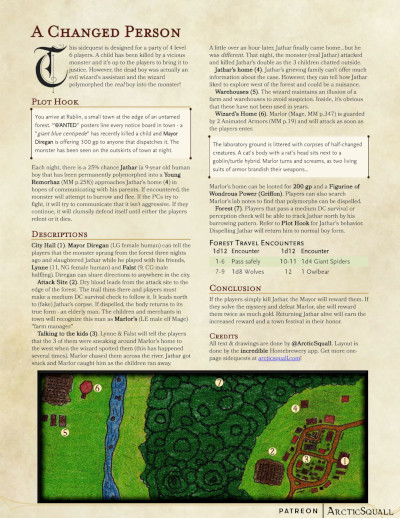 A Changed Person
This sidequest is designed for a party of 4 level
6 players. A child has been killed by a vicious
monster and it's up to the players to bring it to
justice. However, the dead boy was actually an
evil wizard's assistant and the wizard
polymorphed the real boy into the monster!
Plot Hook
You arrive at Rablin, a small town at the edge of an untamed
forest. "WANTED" posters line every notice board in town - a
"giant blue centipede" has recently killed a child and Mayor
Diregan is offering 300 gp to anyone that dispatches it. The
monster has been seen on the outskirts of town at night.
Each night, there is a 25% chance Jathar (a 9-year old human
boy that has been permanently polymorphed into a Young
Remorhaz (MM p.258)) approaches Jathar's home (4) in
hopes of communicating with his parents. If encountered, the
monster will attempt to burrow and flee. If the PCs try to
fight, it will try to communicate that it isn't aggressive. If they
continue, it will clumsily defend itself until either the players
relent or it dies.
Descriptions
City Hall (1). Mayor Diregan (LG female human) can tell
the players that the monster sprung from the forest three nights
ago and slaughtered Jathar while he played with his friends,
Lynne (11, NG female human) and Falst (9, CG male
halfling). Diregan can share directions to anywhere in the city.
Attack Site (2). Dry blood leads from the attack site to the
edge of the forest. The trail thins there and players must
make a medium DC survival check to follow it. It leads north
to (fake) Jathar's corpse. If dispelled, the body returns to its
true form - an elderly man. The children and merchants in
town will recognize this man as Marlor's (LE male elf Mage)
"farm manager".
Talking to the kids (3). Lynne & Falst will tell the players
that the 3 of them were sneaking around Marlor's home to
the west when the wizard spotted them (this has happened
several times). Marlor chased them across the river. Jathar got
stuck and Marlor caught him as the children ran away.
A little over an hour later, Jathar finally came home...but he
was different. That night, the monster (real Jathar) attacked
and killed Jathar's double as the 3 children chatted outside.
Jathar's home (4). Jathar's grieving family can't offer much
information about the case. However, they can tell how Jathar
liked to explore west of the forest and could be a nuisance.
Warehouses (5). The wizard maintains an illusion of a
farm and warehouses to avoid suspicion. Inside, it's obvious
that these have not been used in years.
Wizard's Home (6). Marlor (Mage, MM p.347) is guarded
by 2 Animated Armors (MM p.19) and will attack as soon as
the players enter.
The laboratory ground is littered with corpses of half-changed
creatures. A cat's body with a rat's head sits next to a
goblin/turtle hybrid. Marlor turns and screams, as two living
suits of armor brandish their weapons...
Marlor's home can be looted for 200 gp and a Figurine of
Wondrous Power (Griffon). Players can also search
Marlor's lab notes to find that polymorph can be dispelled.
Forest (7). Players that pass a medium DC survival or
perception check will be able to track Jathar north by his
burrowing pattern. Refer to Plot Hook for Jathar's behavior.
Dispelling Jathar will return him to normal boy form.
Forest Travel Encounters
1d12 Encounter 1d12 Encounter
1-6 Pass safely 10-11 1d4 Giant Spiders
7-9 1d8 Wolves 12 1 Owlbear
Conclusion
If the players simply kill Jathar, the Mayor will reward them. If
they solve the mystery and defeat Marlor, she will reward
them twice as much gold. Returning Jathar alive will earn the
increased reward and a town festival in their honor.
Credits
All text & drawings are done by @ArcticSquall. Layout is
done by the incredible Homebrewery app. Get more one-
page sidequests at arcticsquall.com!
7
6
5
4
2
3
1
PATREON | ArcticSquall